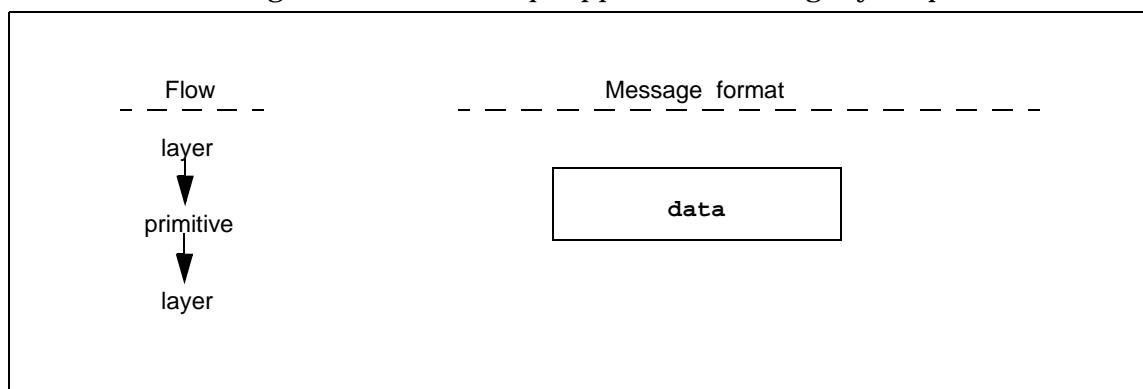 Flow
Message format
layer
primitive
layer
data